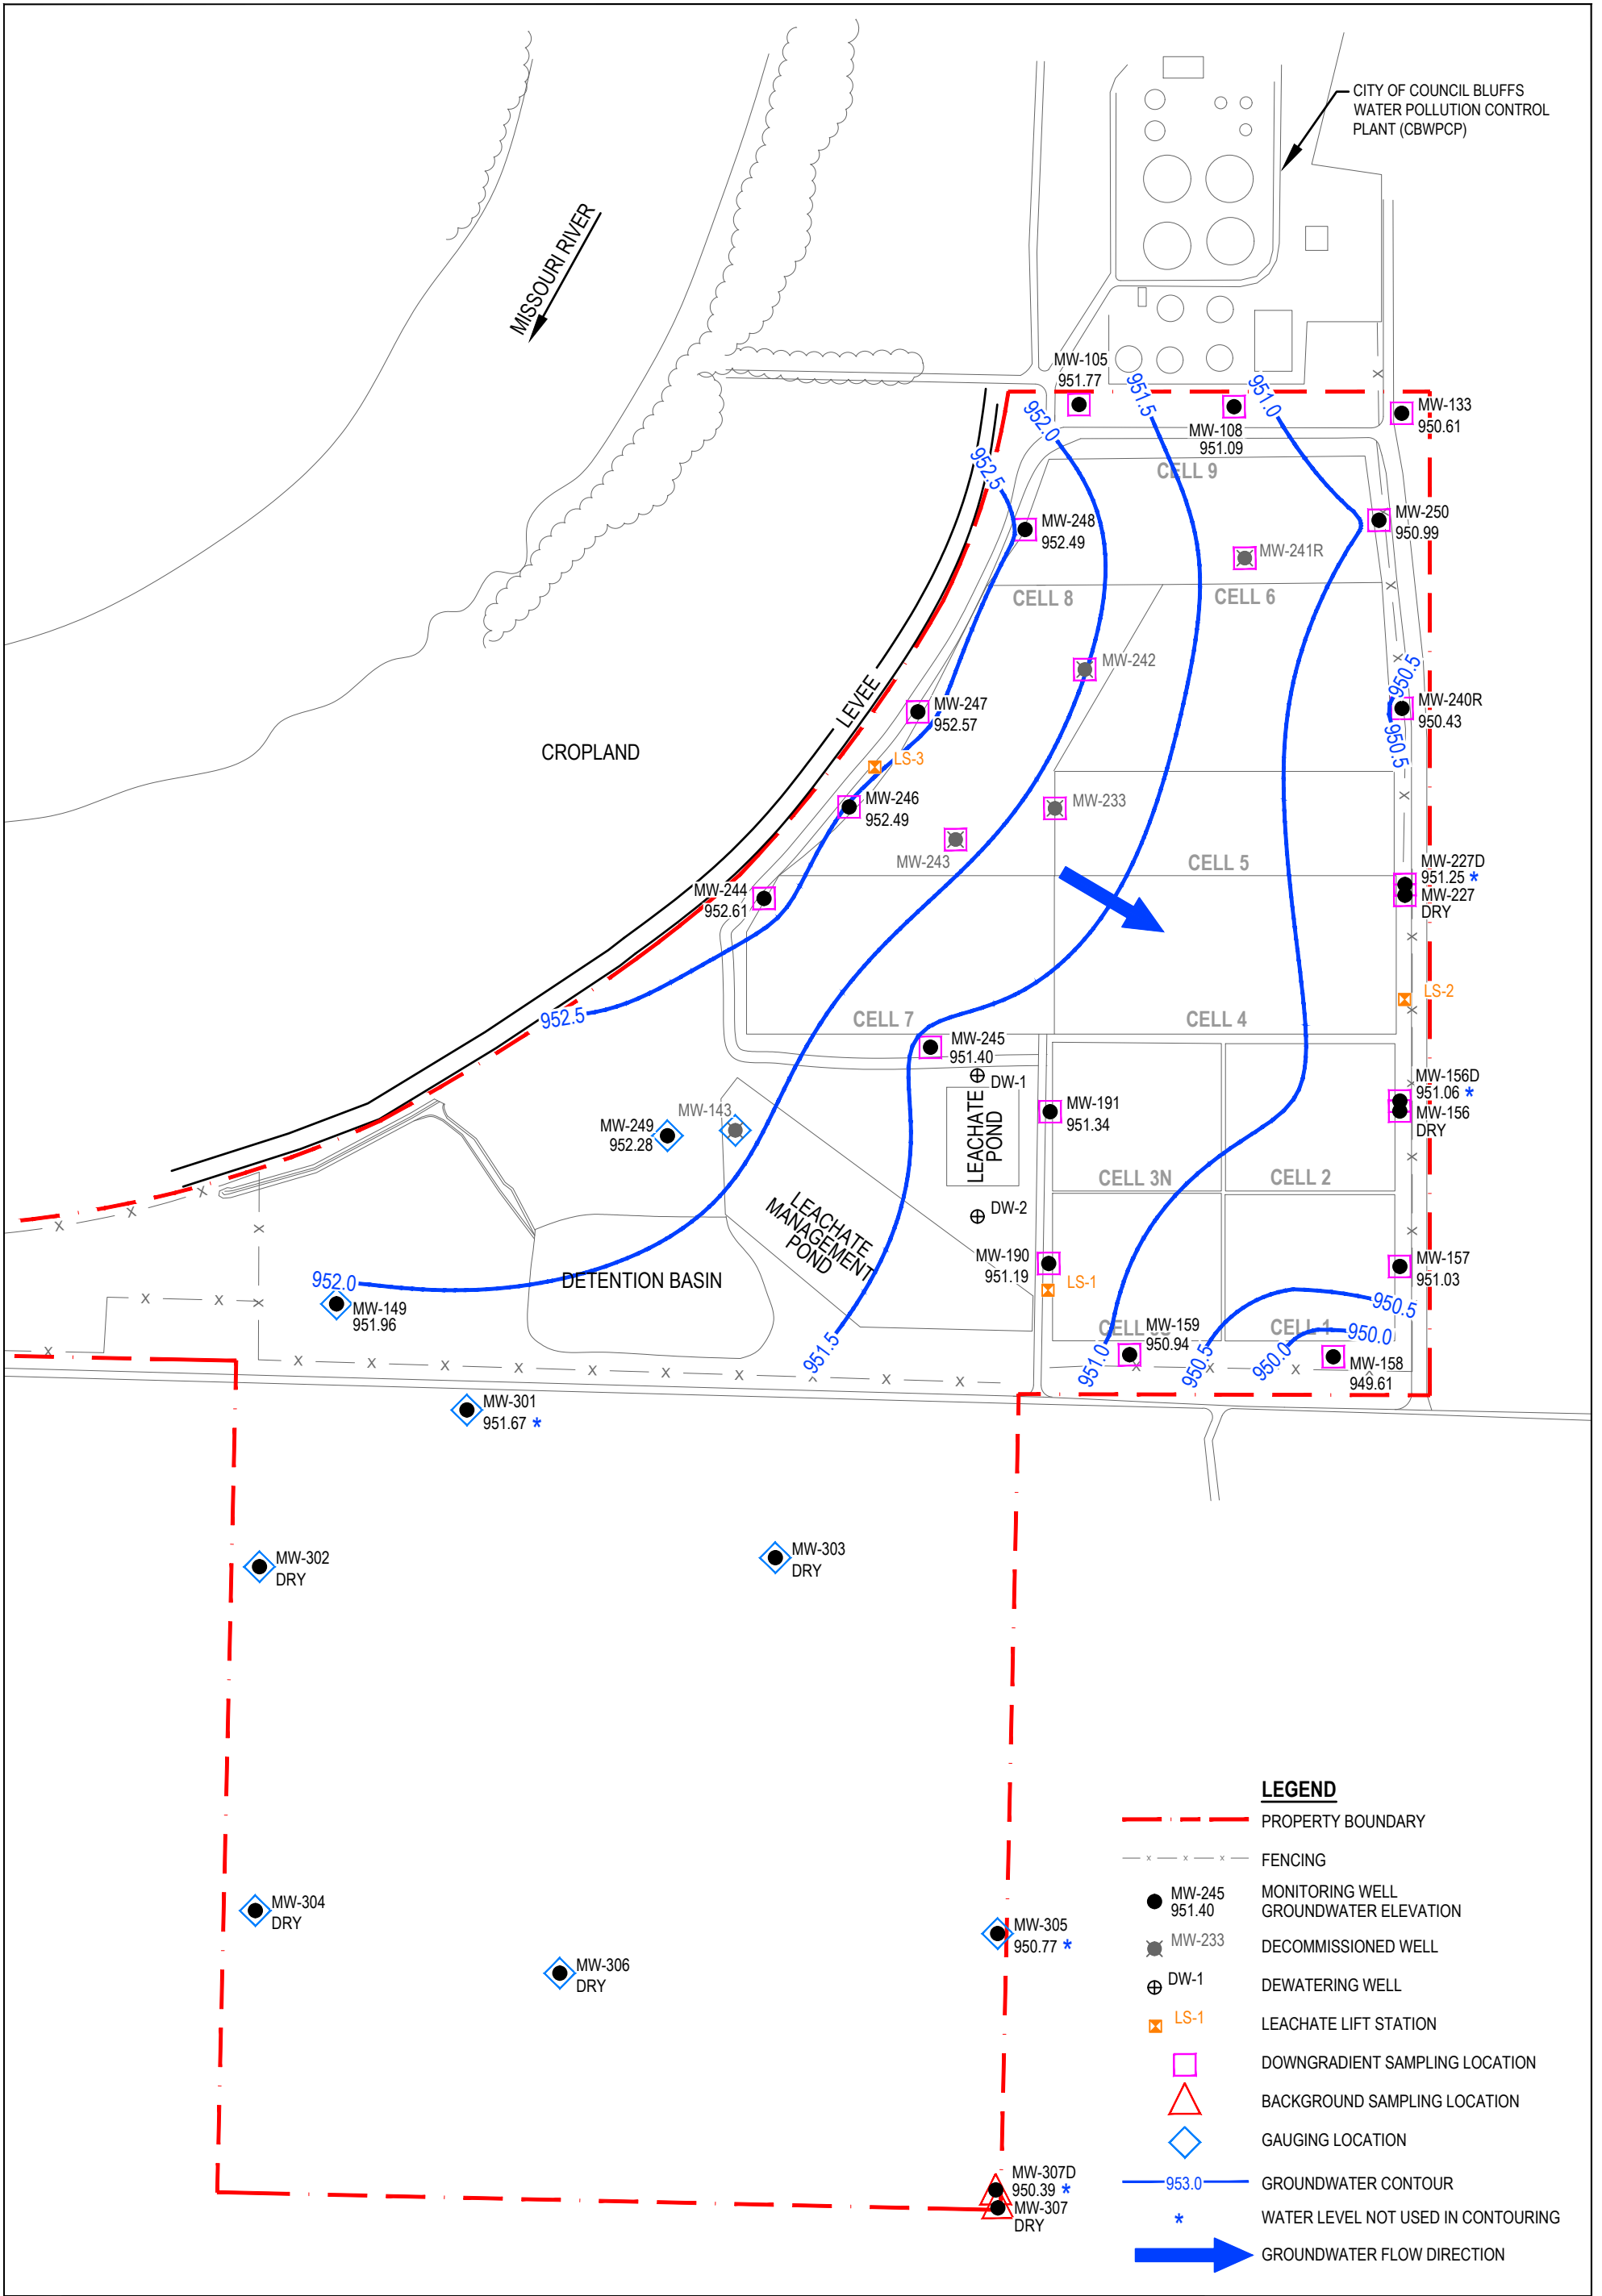 CITY OF COUNCIL BLUFFS
WATER POLLUTION CONTROL
PLANT (CBWPCP)
MISSOURI RIVER
MW-105
951.77
951.5
951.0
952.0
MW-133
950.61
MW-108
951.09
952.5
CELL 9
MW-248
952.49
MW-250
950.99
MW-241R
CELL 8
CELL 6
MW-242
950.5
LEVEE
MW-247
952.57
MW-240R
950.43
950.5
CROPLAND
LS-3
MW-246
952.49
MW-233
MW-243
CELL 5
MW-227D
951.25 *
MW-227
DRY
MW-244
952.61
LS-2
952.5
CELL 7
CELL 4
MW-245
951.40
DW-1
MW-156D
951.06 *
MW-156
DRY
MW-191
951.34
MW-143
MW-249
952.28
LEACHATE
POND
CELL 3N
CELL 2
LEACHATE
MANAGEMENT
POND
DW-2
MW-190
951.19
LS-1
MW-157
951.03
952.0
DETENTION BASIN
MW-149
951.96
950.5
MW-159
950.94
CELL 3S
CELL 1
950.0
951.5
951.0
950.5
950.0
MW-158
949.61
MW-301
951.67 *
MW-302
DRY
MW-303
DRY
MW-304
DRY
MW-305
950.77 *
MW-306
DRY
MW-307D
950.39 *
MW-307
DRY
LEGEND
PROPERTY BOUNDARY
x x x FENCING
MW-245
951.40
MONITORING WELL
GROUNDWATER ELEVATION
MW-233 DECOMMISSIONED WELL
DW-1 DEWATERING WELL
LS-1 LEACHATE LIFT STATION
DOWNGRADIENT SAMPLING LOCATION
BACKGROUND SAMPLING LOCATION
GAUGING LOCATION
953.0 GROUNDWATER CONTOUR
* WATER LEVEL NOT USED IN CONTOURING
GROUNDWATER FLOW DIRECTION